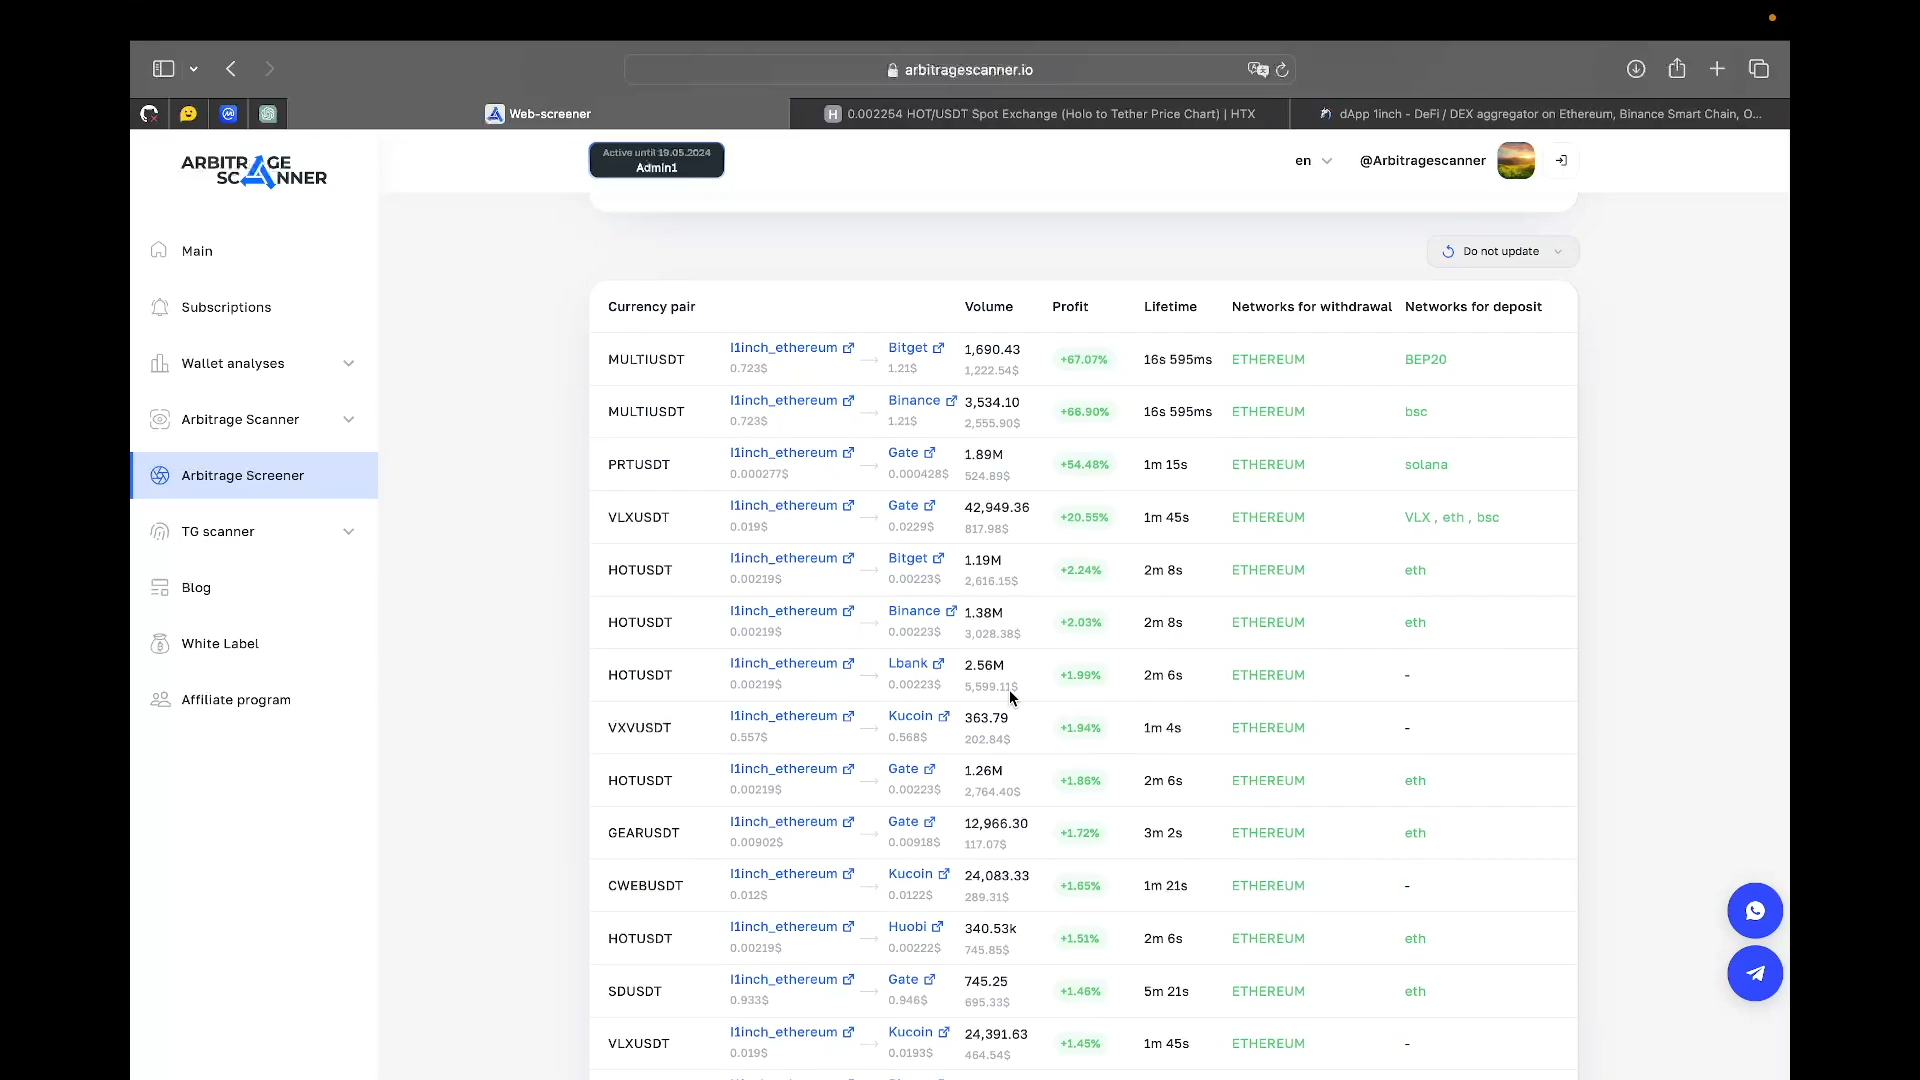 arbitragescanner.io
Web-screener
H 0.002254 HOT/USDT Spot Exchange (Holo to Tether Price Chart) | HTX
dApp 1inch - DeFi / DEX aggregator on Ethereum, Binance Smart Chain, O...
ARBITRAGE
SCANNER
Active until 19.05.2024
Admin1
en
@Arbitragescanner
Main
Subscriptions
Wallet analyses
Arbitrage Scanner
Arbitrage Screener
TG scanner
Blog
White Label
Affiliate program
Do not update
Currency pair Volume Profit Lifetime Networks for withdrawal Networks for deposit
MULTIUSDT l1inch_ethereum Bitget 1,690.43 +67.07% 16s 595ms ETHEREUM BEP20
0.723$ 1.21$ 1,222.54$
MULTIUSDT l1inch_ethereum Binance 3,534.10 +66.90% 16s 595ms ETHEREUM bsc
0.723$ 1.21$ 2,555.90$
PRTUSDT l1inch_ethereum Gate 1.89M +54.48% 1m 15s ETHEREUM solana
0.000277$ 0.000428$ 524.89$
VLXUSDT l1inch_ethereum Gate 42,949.36 +20.55% 1m 45s ETHEREUM VLX , eth , bsc
0.019$ 0.0229$ 817.98$
HOTUSDT l1inch_ethereum Bitget 1.19M +2.24% 2m 8s ETHEREUM eth
0.00219$ 0.00223$ 2,616.15$
HOTUSDT l1inch_ethereum Binance 1.38M +2.03% 2m 8s ETHEREUM eth
0.00219$ 0.00223$ 3,028.38$
HOTUSDT l1inch_ethereum Lbank 2.56M +1.99% 2m 6s ETHEREUM -
0.00219$ 0.00223$ 5,599.11$
VXVUSDT l1inch_ethereum Kucoin 363.79 +1.94% 1m 4s ETHEREUM -
0.557$ 0.568$ 202.84$
HOTUSDT l1inch_ethereum Gate 1.26M +1.86% 2m 6s ETHEREUM eth
0.00219$ 0.00223$ 2,764.40$
GEARUSDT l1inch_ethereum Gate 12,966.30 +1.72% 3m 2s ETHEREUM eth
0.00902$ 0.00918$ 117.07$
CWEBUSDT l1inch_ethereum Kucoin 24,083.33 +1.65% 1m 21s ETHEREUM -
0.012$ 0.0122$ 289.31$
HOTUSDT l1inch_ethereum Huobi 340.53k +1.51% 2m 6s ETHEREUM eth
0.00219$ 0.00222$ 745.85$
SDUSDT l1inch_ethereum Gate 745.25 +1.46% 5m 21s ETHEREUM eth
0.933$ 0.946$ 695.33$
VLXUSDT l1inch_ethereum Kucoin 24,391.63 +1.45% 1m 45s ETHEREUM -
0.019$ 0.0193$ 464.54$